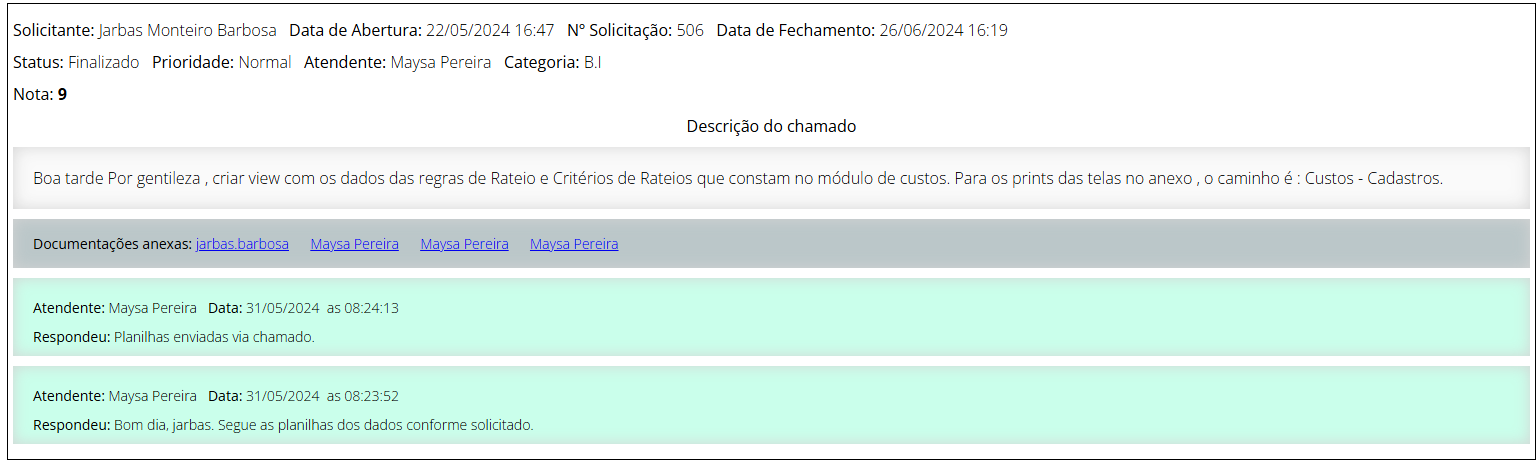 Solicitante: Jarbas Monteiro Barbosa Data de Abertura: 22/05/2024 16:47 Nº Solicitação: 506 Data de Fechamento: 26/06/2024 16:19
Status: Finalizado Prioridade: Normal Atendente: Maysa Pereira Categoria: B.I
Nota: 9
Descrição do chamado
Boa tarde Por gentileza , criar view com os dados das regras de Rateio e Critérios de Rateios que constam no módulo de custos. Para os prints das telas no anexo , o caminho é : Custos - Cadastros.
Documentações anexas: jarbas.barbosa Maysa Pereira Maysa Pereira Maysa Pereira
Atendente: Maysa Pereira Data: 31/05/2024 as 08:24:13
Respondeu: Planilhas enviadas via chamado.
Atendente: Maysa Pereira Data: 31/05/2024 as 08:23:52
Respondeu: Bom dia, jarbas. Segue as planilhas dos dados conforme solicitado.